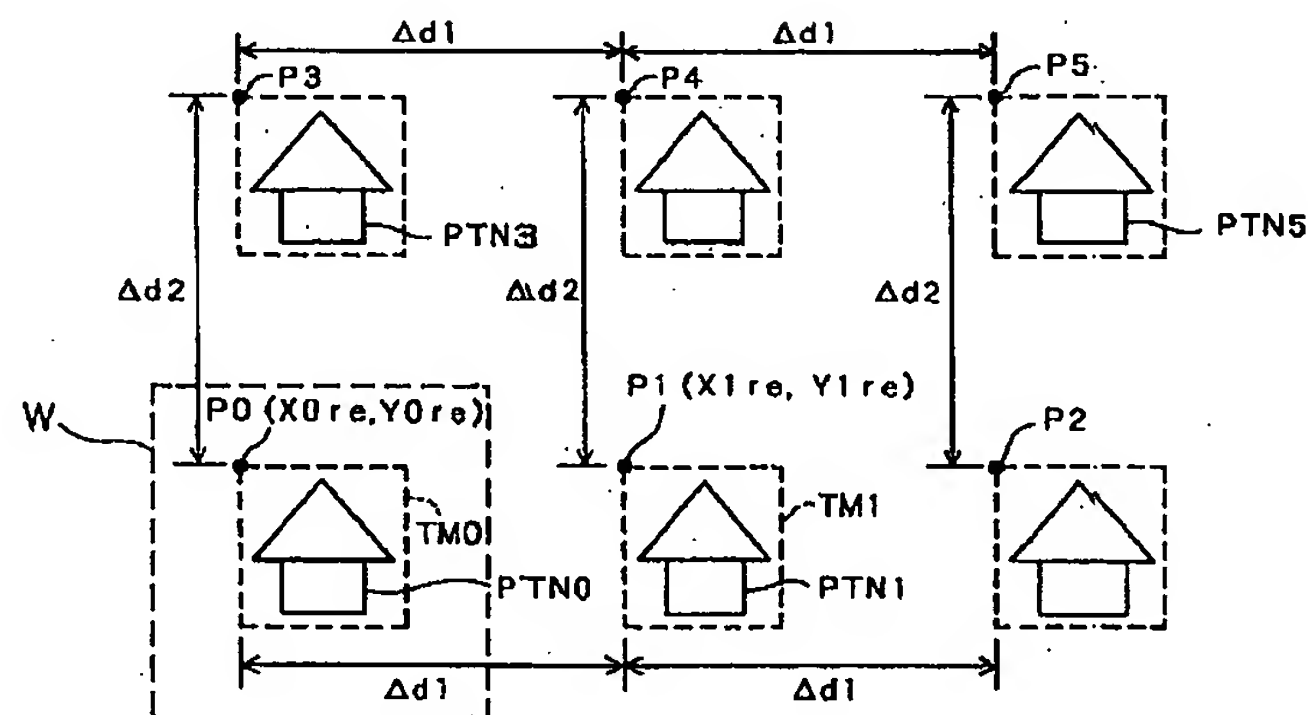 Δd1 Δd1
P3 P4 P5
PTN3 PTN5
Δd2 Δd2 Δd2
W P0 (X0re,Y0re) P1 (X1re, Y1re) P2
TM0 TM1
PTN0 PTN1
Δd1 Δd1